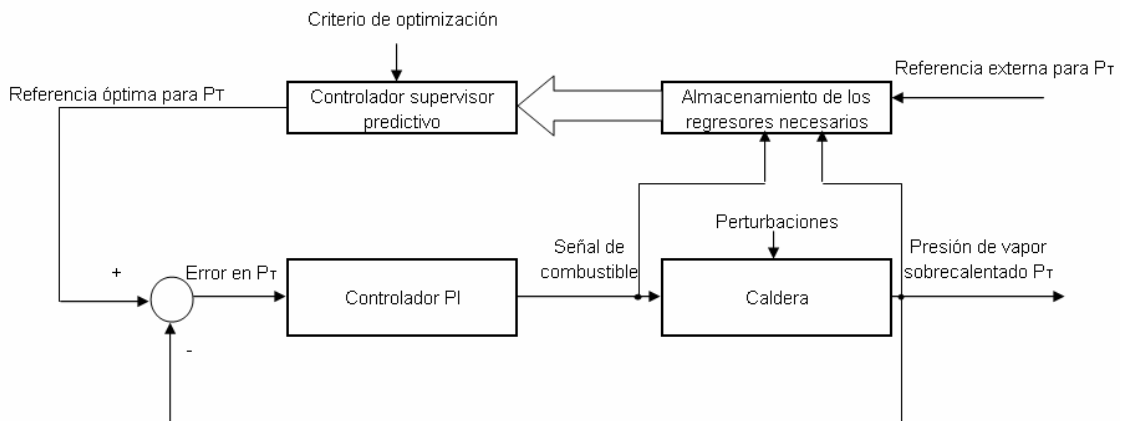 Criterio de optimización
Referencia óptima para PT
Controlador supervisor
predictivo
Almacenamiento de los
regresores necesarios
Referencia externa para PT
Perturbaciones
Señal de
combustible
Presión de vapor
sobrecalentado PT
+
Error en PT
Controlador PI
Caldera
-